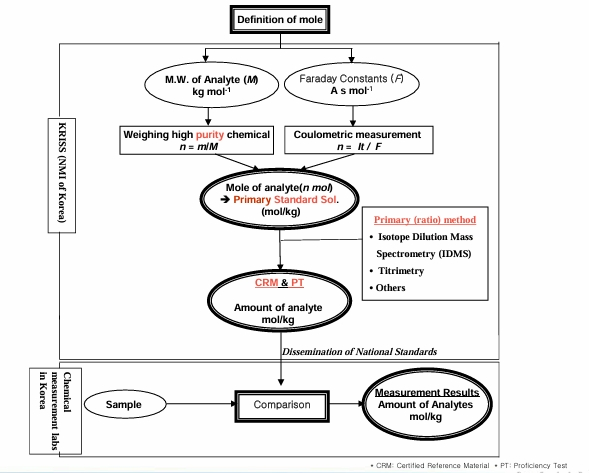 Definition of mole
M.W. of Analyte (M)
kg mol-1
Faraday Constants (F)
A s mol-1
KRISS (NMI of Korea)
Weighing high purity chemical
n = m/M
Coulometric measurement
n = It / F
Mole of analyte(n mol)
➔ Primary Standard Sol.
(mol/kg)
Primary (ratio) method
• Isotope Dilution Mass
Spectrometry (IDMS)
• Titrimetry
• Others
CRM & PT
Amount of analyte
mol/kg
Dissemination of National Standards
Chemical
measurement labs
in Korea
Sample
Comparison
Measurement Results
Amount of Analytes
mol/kg
• CRM: Certified Reference Material • PT: Proficiency Test